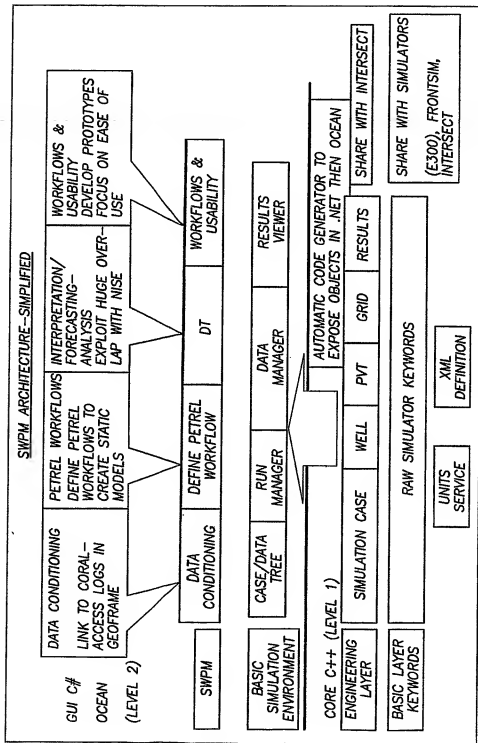 SWPM ARCHITECTURE—SIMPLIFIED
GUI C#
OCEAN
(LEVEL 2)
DATA CONDITIONING
LINK TO CORAL–
ACCESS LOGS IN
GEOFRAME
PETREL WORKFLOWS
DEFINE PETREL
WORKFLOWS TO
CREATE STATIC
MODELS
INTERPRETATION/
FORECASTING—
ANALYSIS
EXPLOIT HUGE OVER–
LAP WITH NISE
WORKFLOWS &
USABILITY
DEVELOP PROTOTYPES
FOCUS ON EASE OF
USE
SWPM
DATA
CONDITIONING
DEFINE PETREL
WORKFLOW
DT
WORKFLOWS &
USABILITY
BASIC
SIMULATION
ENVIRONMENT
CASE/DATA
TREE
RUN
MANAGER
DATA
MANAGER
RESULTS
VIEWER
CORE C++ (LEVEL 1)
AUTOMATIC CODE GENERATOR TO
EXPOSE OBJECTS IN .NET THEN OCEAN
ENGINEERING
LAYER
SIMULATION CASE
WELL
PVT
GRID
RESULTS
SHARE WITH INTERSECT
BASIC LAYER
KEYWORDS
RAW SIMULATOR KEYWORDS
SHARE WITH SIMULATORS
(E300), FRONTSIM,
INTERSECT
UNITS
SERVICE
XML
DEFINITION